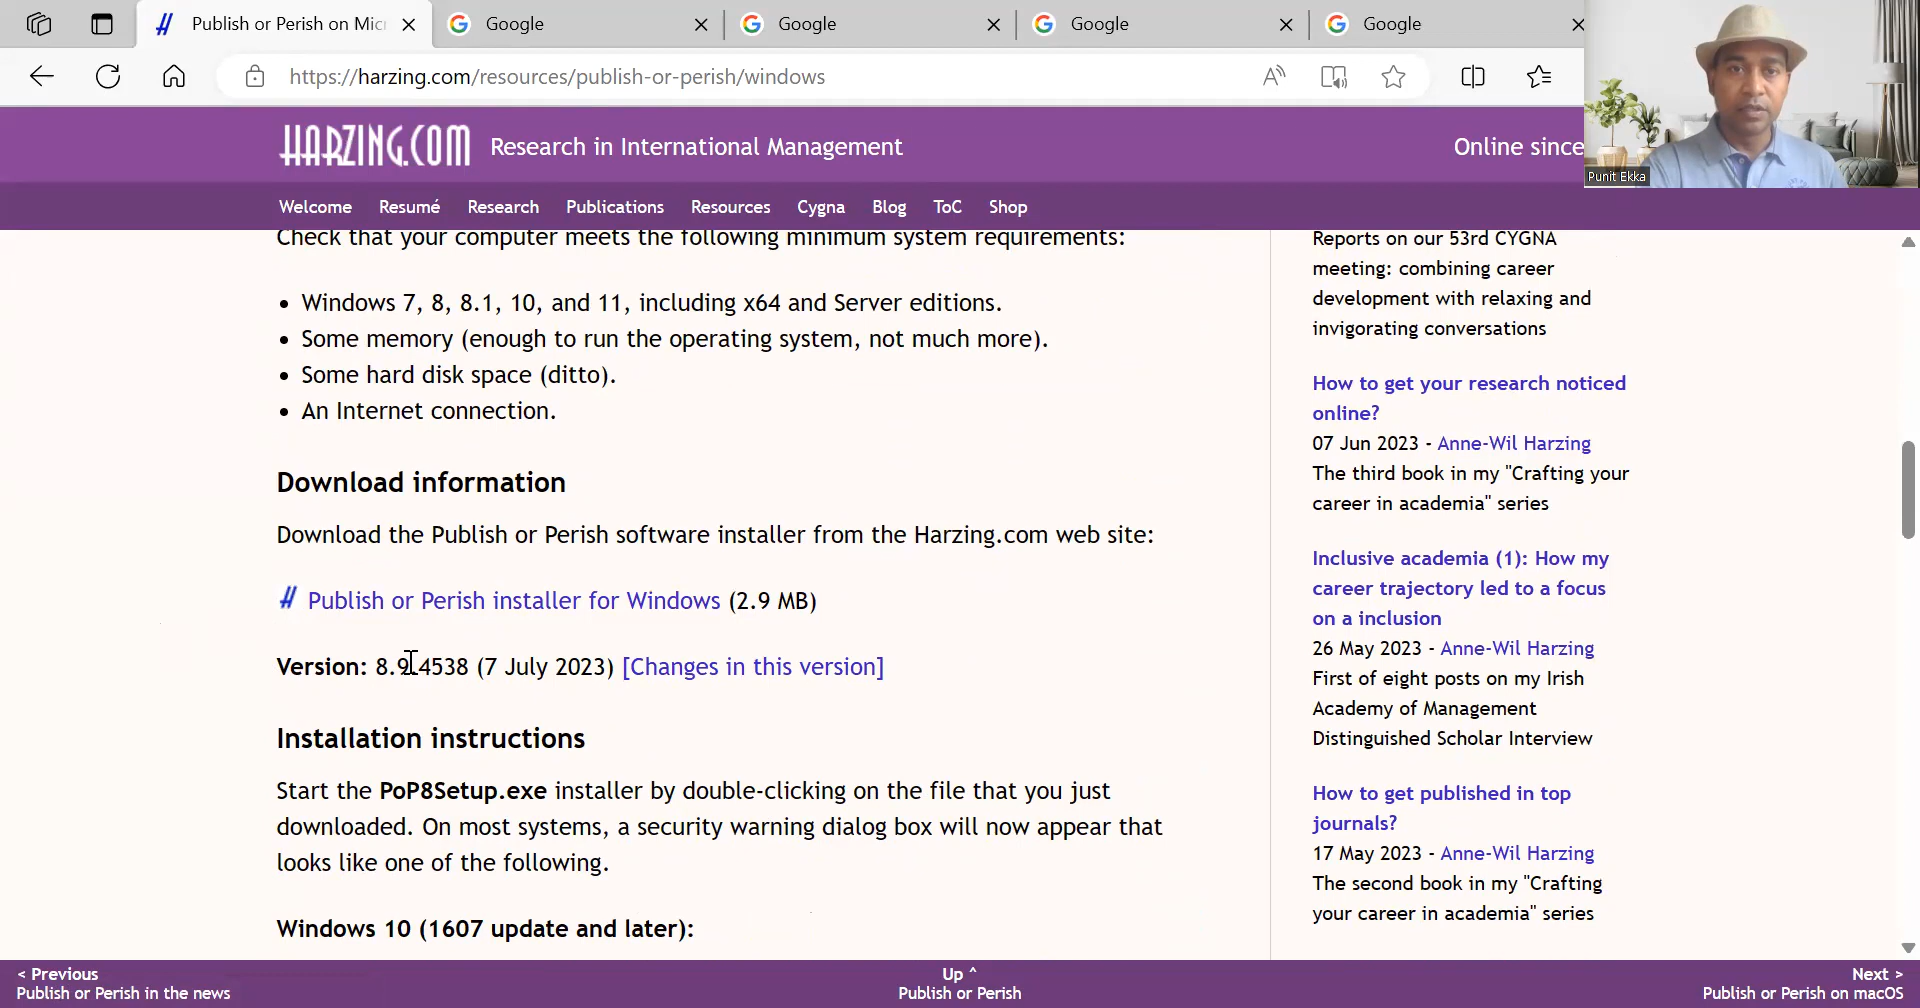 Publish or Perish on Micr
Google
Google
Google
Google
https://harzing.com/resources/publish-or-perish/windows
HARZING.COM
Research in International Management
Online since
Punit Ekka
Welcome
Resumé
Research
Publications
Resources
Cygna
Blog
ToC
Shop
Check that your computer meets the following minimum system requirements:
• Windows 7, 8, 8.1, 10, and 11, including x64 and Server editions.
• Some memory (enough to run the operating system, not much more).
• Some hard disk space (ditto).
• An Internet connection.
Download information
Download the Publish or Perish software installer from the Harzing.com web site:
Publish or Perish installer for Windows (2.9 MB)
Version: 8.9.4538 (7 July 2023) [Changes in this version]
Installation instructions
Start the PoP8Setup.exe installer by double-clicking on the file that you just
downloaded. On most systems, a security warning dialog box will now appear that
looks like one of the following.
Windows 10 (1607 update and later):
Reports on our 53rd CYGNA
meeting: combining career
development with relaxing and
invigorating conversations
How to get your research noticed
online?
07 Jun 2023 - Anne-Wil Harzing
The third book in my "Crafting your
career in academia" series
Inclusive academia (1): How my
career trajectory led to a focus
on a inclusion
26 May 2023 - Anne-Wil Harzing
First of eight posts on my Irish
Academy of Management
Distinguished Scholar Interview
How to get published in top
journals?
17 May 2023 - Anne-Wil Harzing
The second book in my "Crafting
your career in academia" series
< Previous
Publish or Perish in the news
Up ^
Publish or Perish
Next >
Publish or Perish on macOS